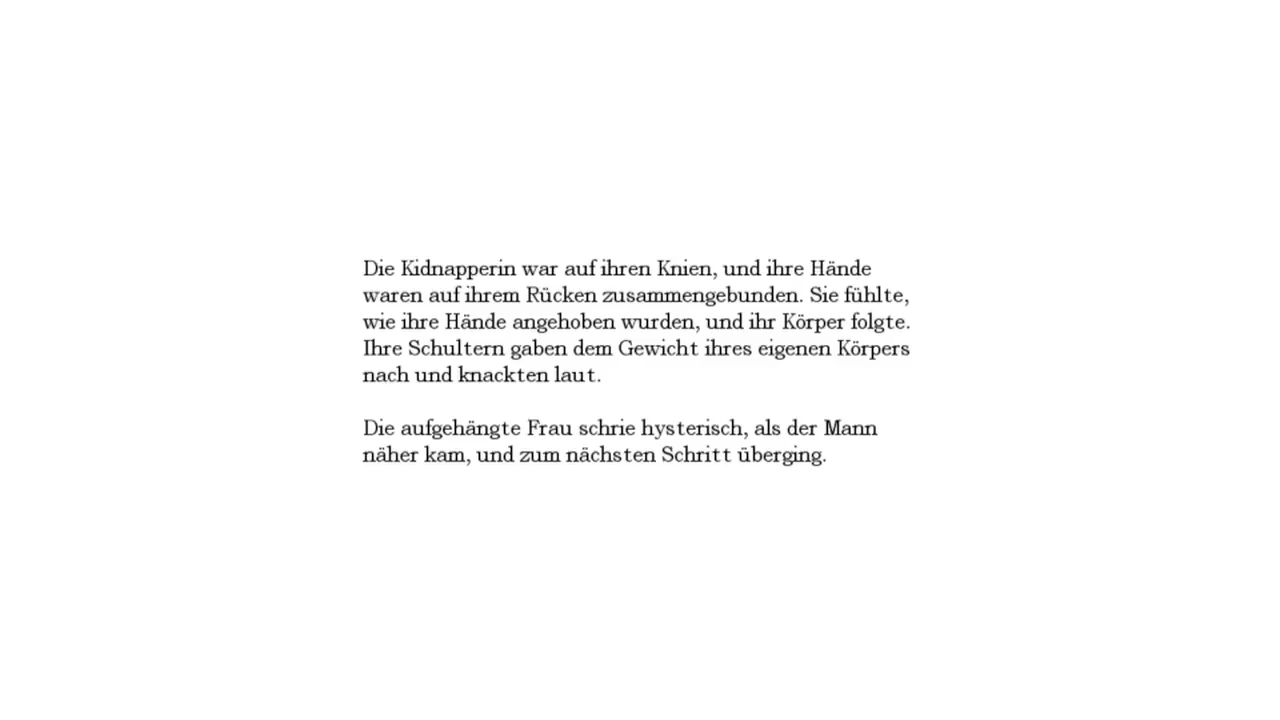 Die Kidnapperin war auf ihren Knien, und ihre Hände
waren auf ihrem Rücken zusammengebunden. Sie fühlte,
wie ihre Hände angehoben wurden, und ihr Körper folgte.
Ihre Schultern gaben dem Gewicht ihres eigenen Körpers
nach und knackten laut.
Die aufgehängte Frau schrie hysterisch, als der Mann
näher kam, und zum nächsten Schritt überging.